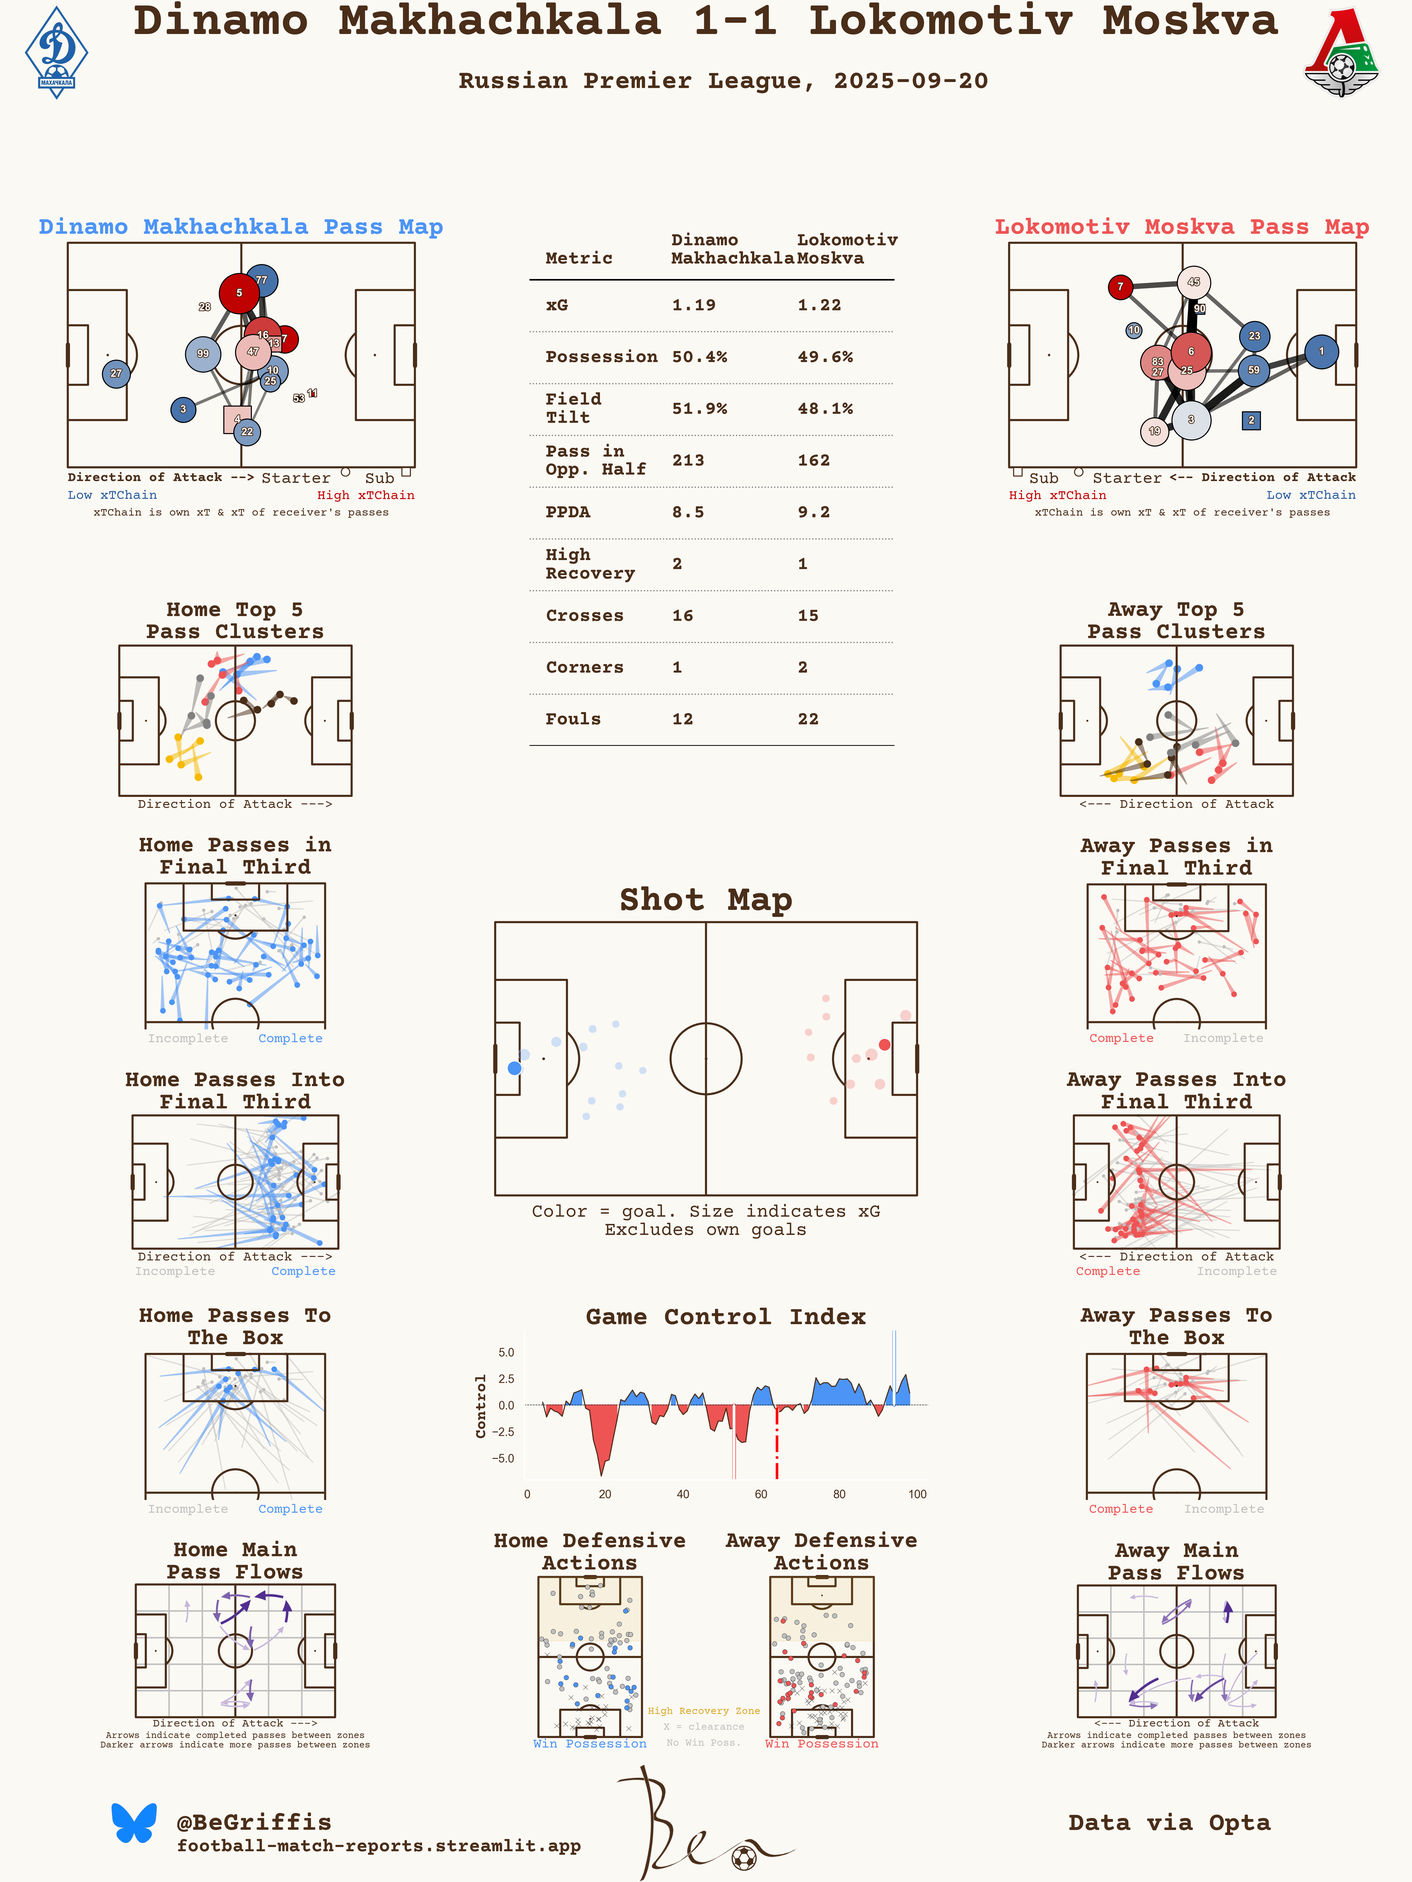 Dinamo Makhachkala 1-1 Lokomotiv Moskva
Russian Premier League, 2025-09-20
МАХАЧКАЛА
Dinamo Makhachkala Pass Map
77
5
28
16
7
13
99
47
10
25
27
3
4
22
53
11
Direction of Attack --> Starter Sub
Low xTChain High xTChain
xTChain is own xT & xT of receiver's passes
Metric Dinamo Makhachkala Lokomotiv Moskva
xG 1.19 1.22
Possession 50.4% 49.6%
Field Tilt 51.9% 48.1%
Pass in Opp. Half 213 162
PPDA 8.5 9.2
High Recovery 2 1
Crosses 16 15
Corners 1 2
Fouls 12 22
Lokomotiv Moskva Pass Map
7
45
90
10
23
6
1
83
27
25
59
3
19
2
Sub Starter <-- Direction of Attack
High xTChain Low xTChain
xTChain is own xT & xT of receiver's passes
Home Top 5
Pass Clusters
Direction of Attack --->
Away Top 5
Pass Clusters
<--- Direction of Attack
Home Passes in
Final Third
Incomplete Complete
Away Passes in
Final Third
Complete Incomplete
Shot Map
Color = goal. Size indicates xG
Excludes own goals
Home Passes Into
Final Third
Direction of Attack --->
Incomplete Complete
Away Passes Into
Final Third
<--- Direction of Attack
Complete Incomplete
Home Passes To
The Box
Incomplete Complete
Game Control Index
Control
5.0
2.5
0.0
−2.5
−5.0
0 20 40 60 80 100
Away Passes To
The Box
Complete Incomplete
Home Main
Pass Flows
Direction of Attack --->
Arrows indicate completed passes between zones
Darker arrows indicate more passes between zones
Home Defensive
Actions
Win Possession
Away Defensive
Actions
Win Possession
High Recovery Zone
X = clearance
No Win Poss.
Away Main
Pass Flows
<--- Direction of Attack
Arrows indicate completed passes between zones
Darker arrows indicate more passes between zones
@BeGriffis
football-match-reports.streamlit.app
Ben
Data via Opta